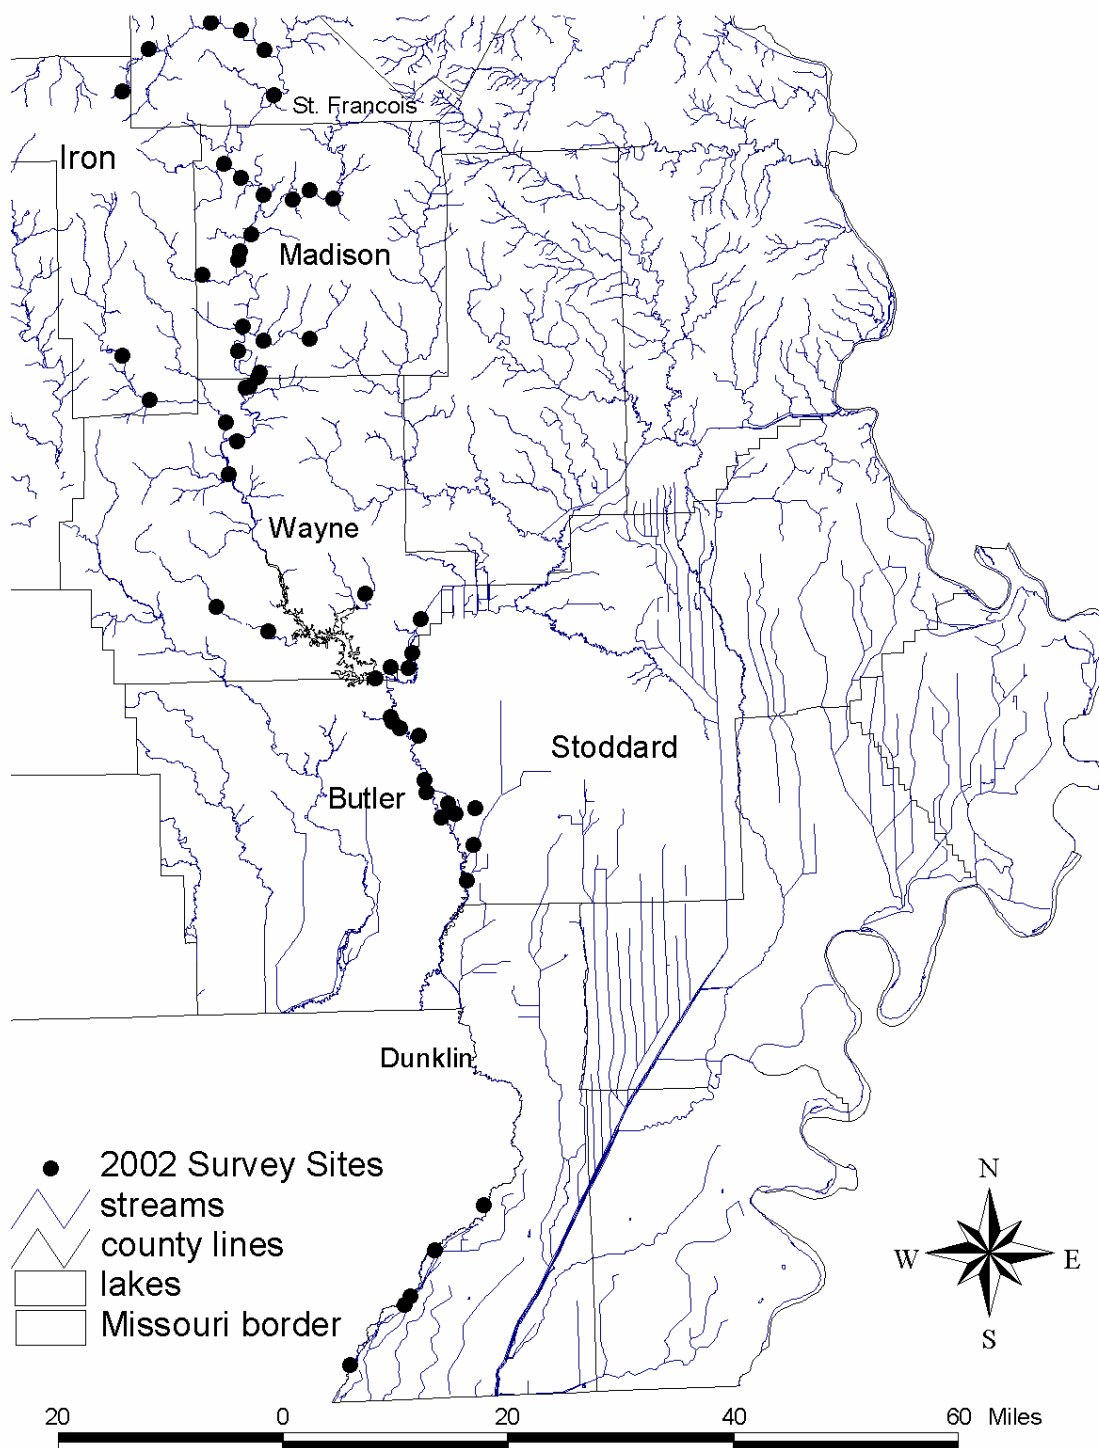 St. Francois
Iron
Madison
Wayne
Stoddard
Butler
Dunklin
2002 Survey Sites
streams
county lines
lakes
Missouri border
N
W E
S
20 0 20 40 60 Miles